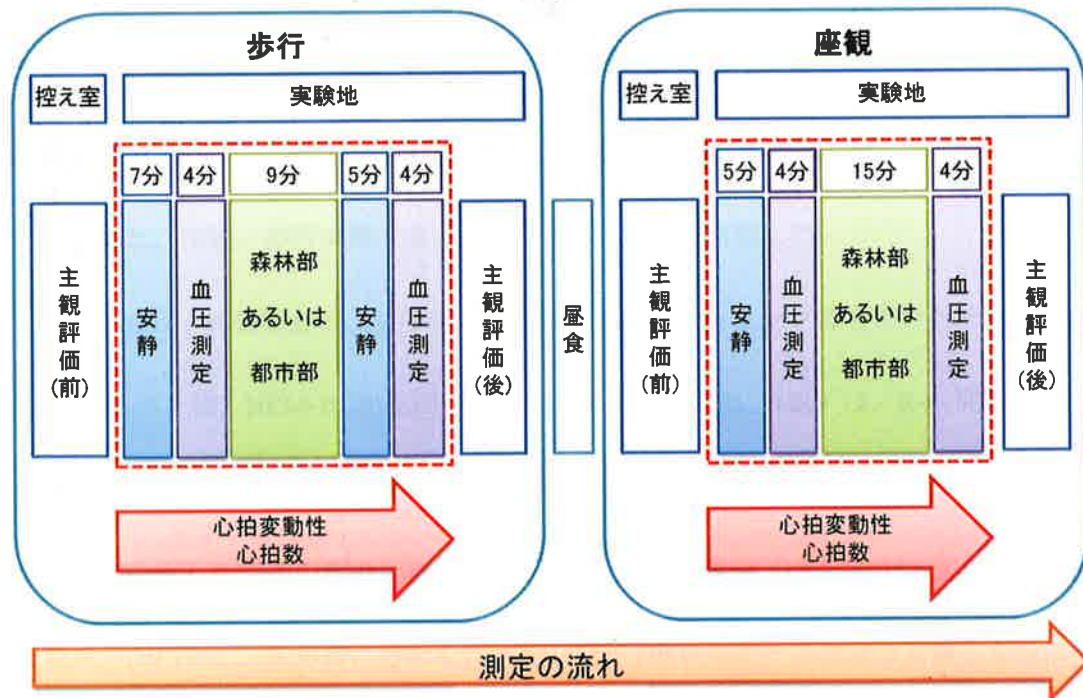 歩行
控え室
実験地
7分
4分
9分
5分
4分
主観評価(前)
安静
血圧測定
森林部
あるいは
都市部
安静
血圧測定
主観評価(後)
心拍変動性
心拍数
昼食
座観
控え室
実験地
5分
4分
15分
4分
主観評価(前)
安静
血圧測定
森林部
あるいは
都市部
血圧測定
主観評価(後)
心拍変動性
心拍数
測定の流れ